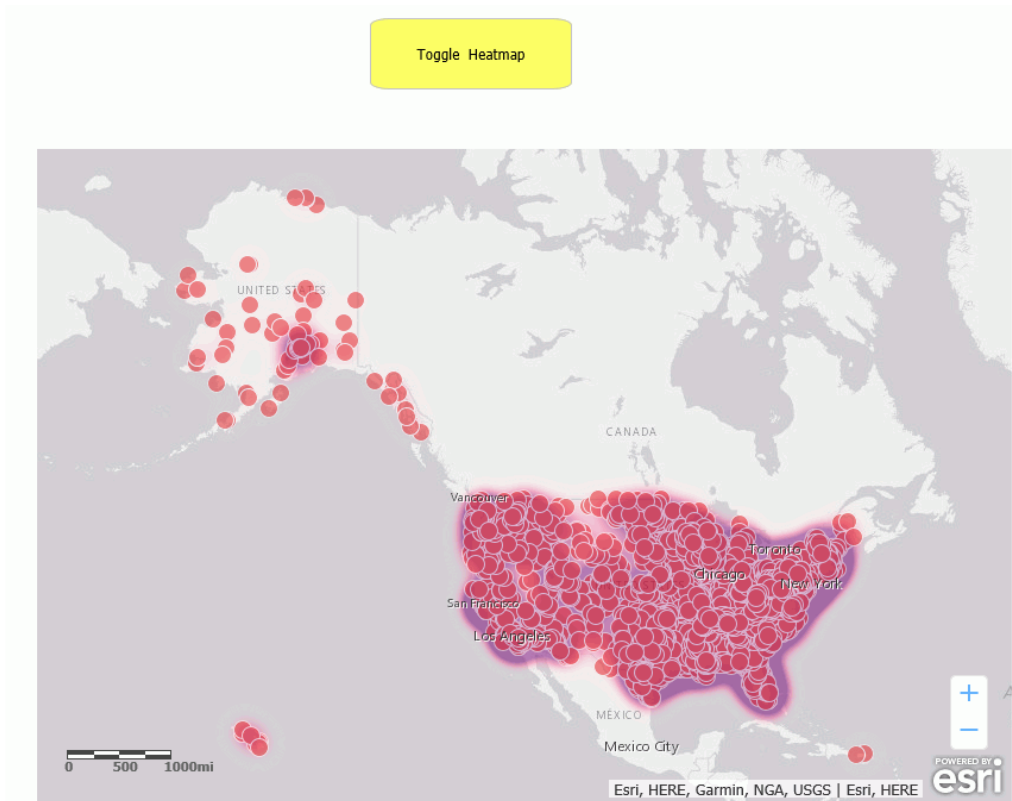 Toggle Heatmap
UNITED STATES
CANADA
Vancouver
Toronto
Chicago
New York
San Francisco
Los Angeles
MÉXICO
Mexico City
+
−
0 500 1000mi
POWERED BY
esri
Esri, HERE, Garmin, NGA, USGS | Esri, HERE